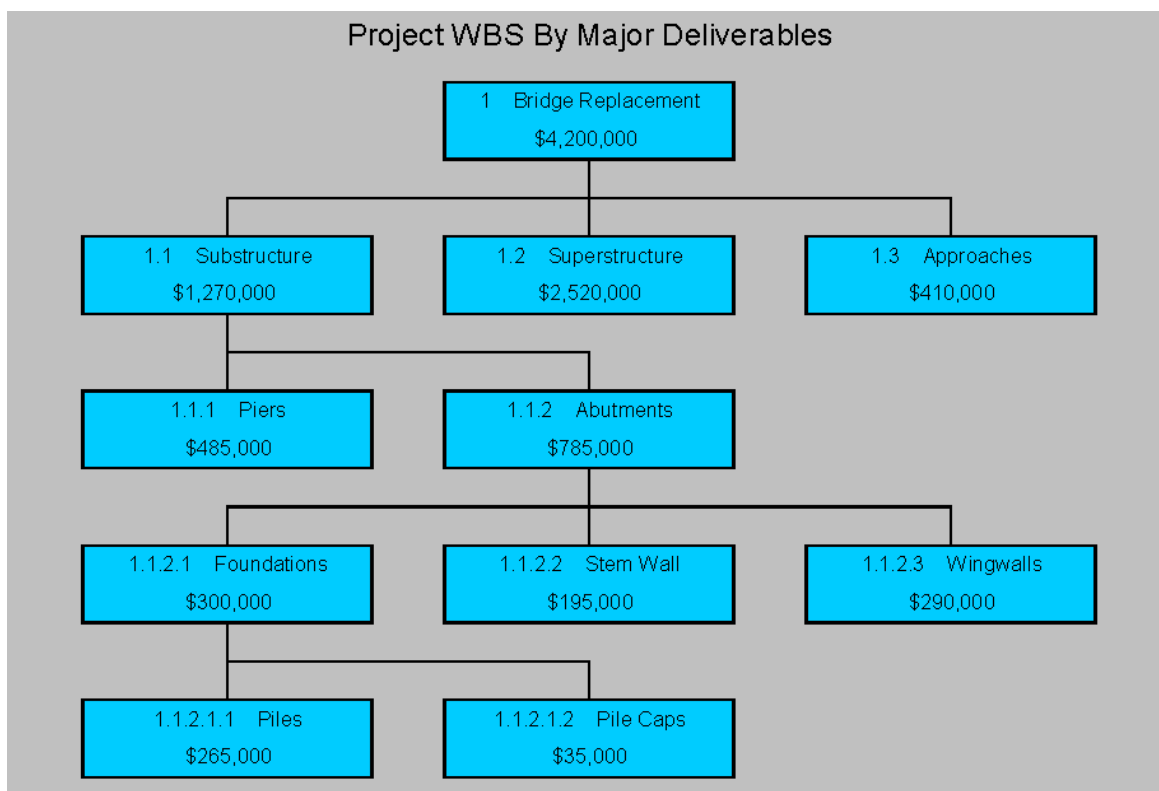 Project WBS By Major Deliverables
1 Bridge Replacement
$4,200,000
1.1 Substructure
$1,270,000
1.2 Superstructure
$2,520,000
1.3 Approaches
$410,000
1.1.1 Piers
$485,000
1.1.2 Abutments
$785,000
1.1.2.1 Foundations
$300,000
1.1.2.2 Stem Wall
$195,000
1.1.2.3 Wingwalls
$290,000
1.1.2.1.1 Piles
$265,000
1.1.2.1.2 Pile Caps
$35,000